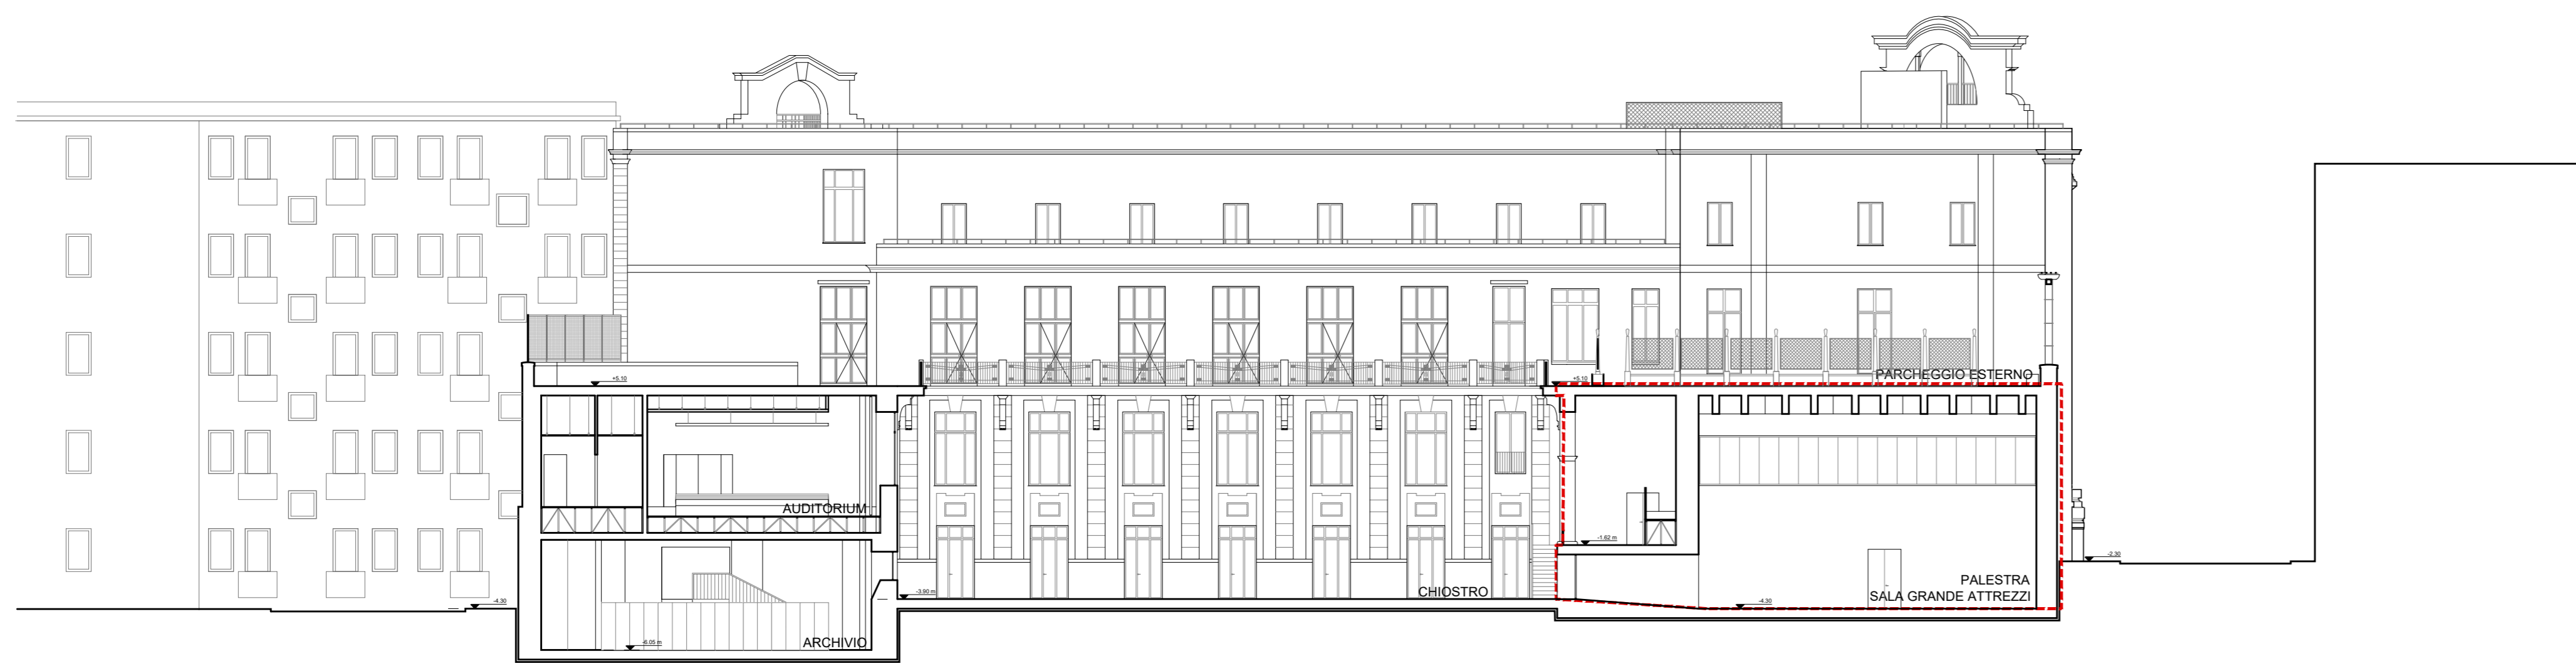 +5.10
+5.10
PARCHEGGIO ESTERNO
AUDITORIUM
-1.62 m
-2.30
PALESTRA
SALA GRANDE ATTREZZI
CHIOSTRO
-3.90 m
-4.30
-4.30
ARCHIVIO
-6.05 m